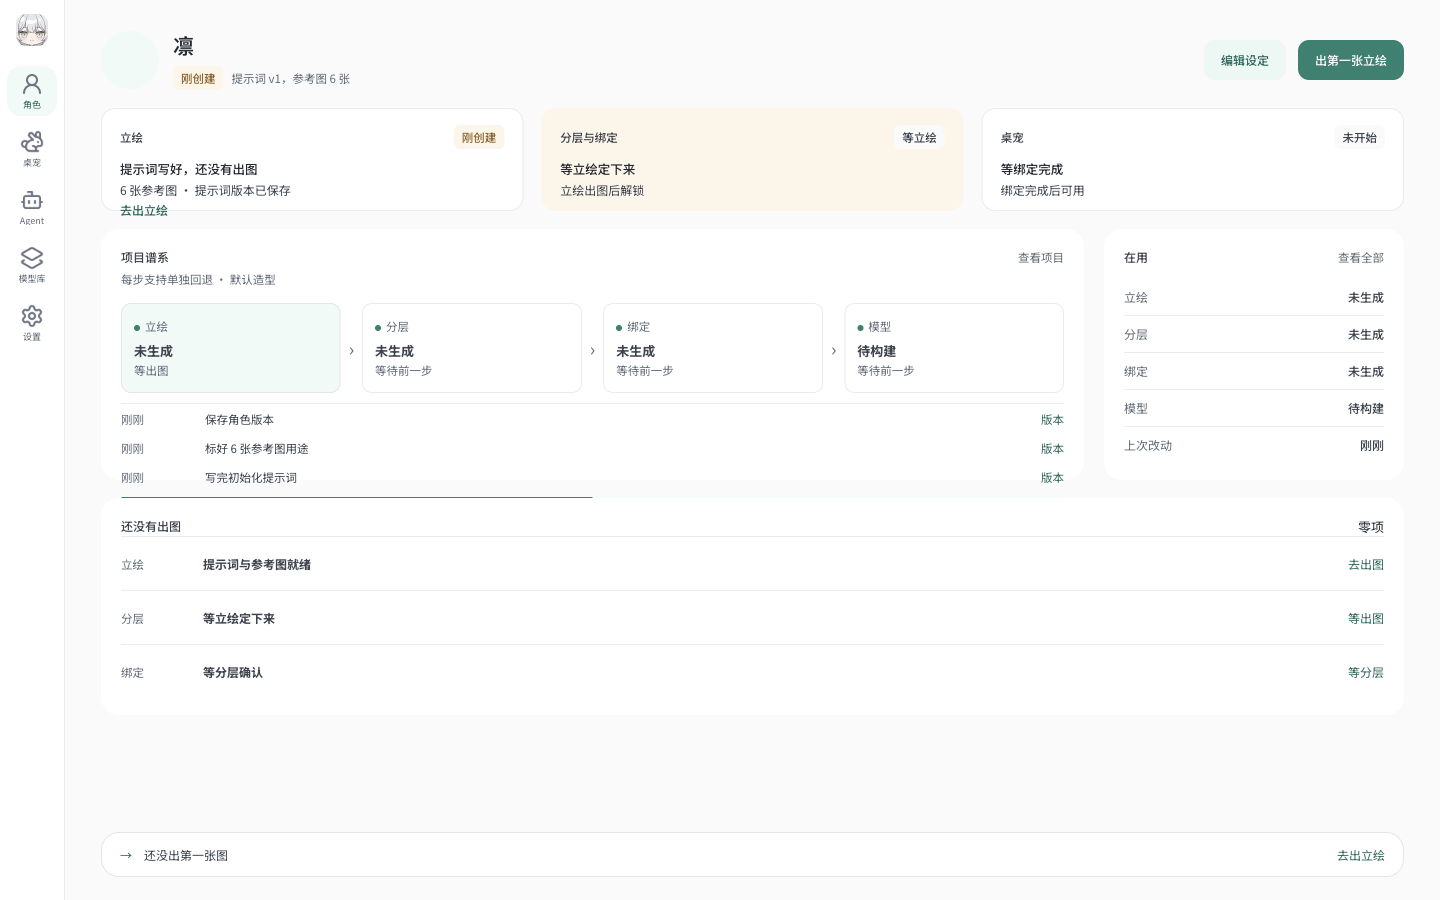 角色
桌宠
Agent
模型库
设置
凛
刚创建 提示词 v1，参考图 6 张
编辑设定
出第一张立绘
立绘 刚创建
提示词写好，还没有出图
6 张参考图 · 提示词版本已保存
去出立绘
分层与绑定 等立绘
等立绘定下来
立绘出图后解锁
桌宠 未开始
等绑定完成
绑定完成后可用
项目谱系 查看项目
每步支持单独回退 · 默认造型
立绘
未生成
等出图
›
分层
未生成
等待前一步
›
绑定
未生成
等待前一步
›
模型
待构建
等待前一步
刚刚 保存角色版本 版本
刚刚 标好 6 张参考图用途 版本
刚刚 写完初始化提示词 版本
在用 查看全部
立绘 未生成
分层 未生成
绑定 未生成
模型 待构建
上次改动 刚刚
还没有出图 零项
立绘 提示词与参考图就绪 去出图
分层 等立绘定下来 等出图
绑定 等分层确认 等分层
→ 还没出第一张图 去出立绘